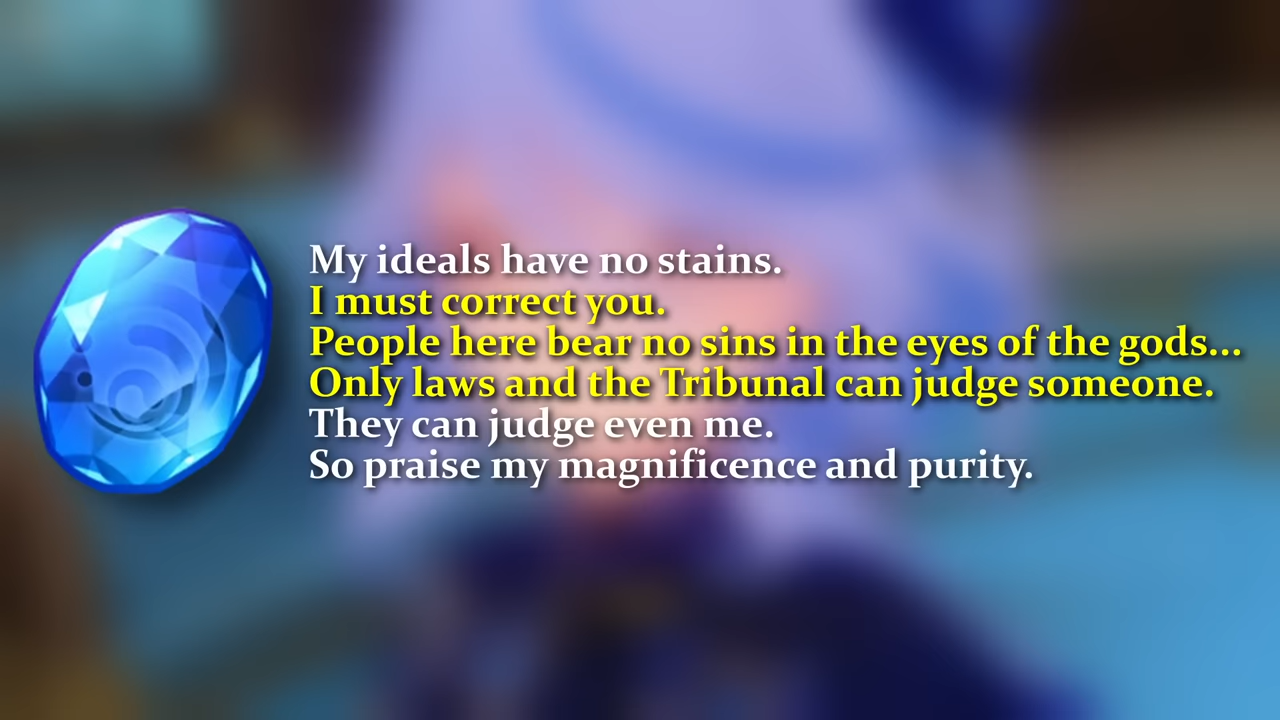 My ideals have no stains.
I must correct you.
People here bear no sins in the eyes of the gods...
Only laws and the Tribunal can judge someone.
They can judge even me.
So praise my magnificence and purity.